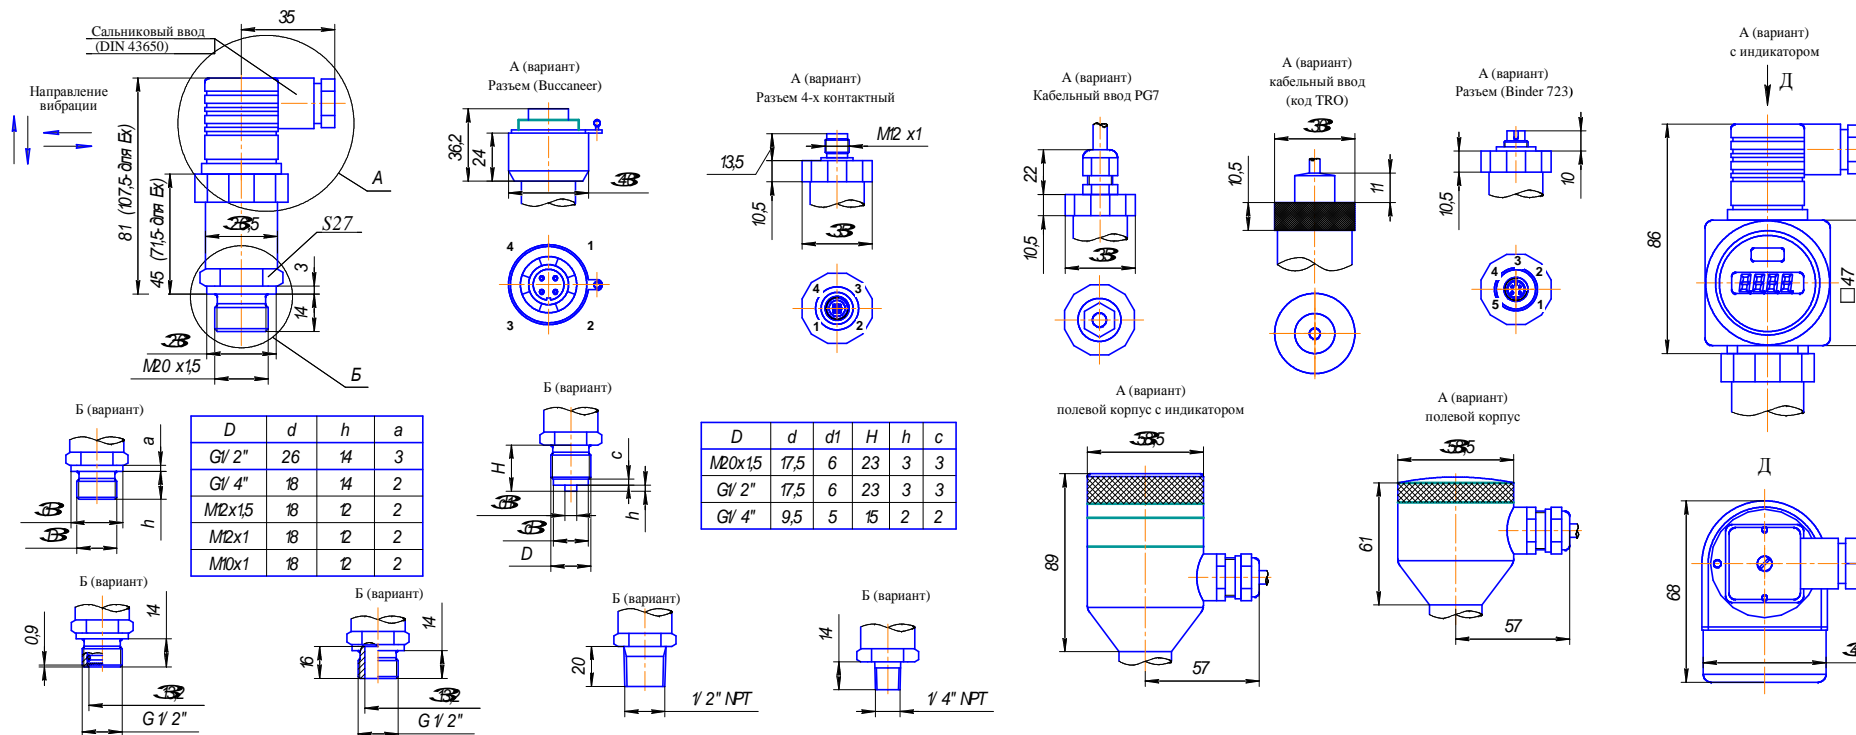 35
Сальниковый ввод
(DIN 43650)
Направление
вибрации
81 (107,5-для Ex)
45 (71,5-для Ex)
А
S27
3
14
M20 x1,5
Б
А (вариант)
Разъем (Buccaneer)
36,2
24
4 1
3 2
А (вариант)
Разъем 4-х контактный
M12 x1
13,5
10,5
4 3
1 2
А (вариант)
Кабельный ввод PG7
22
10,5
А (вариант)
кабельный ввод
(код TRO)
10,5
11
А (вариант)
Разъем (Binder 723)
10,5
10
3
4 2
5 1
А (вариант)
с индикатором
Д
86
□47
Б (вариант)
a
h
D d h a
G1/2" 26 14 3
G1/4" 18 14 2
M12x1,5 18 12 2
M12x1 18 12 2
M10x1 18 12 2
Б (вариант)
H
c
h
D
D d d1 H h c
M20x1,5 17,5 6 23 3 3
G1/2" 17,5 6 23 3 3
G1/4" 9,5 5 15 2 2
А (вариант)
полевой корпус с индикатором
89
57
А (вариант)
полевой корпус
61
57
Д
68
Б (вариант)
0,9
14
G 1/2"
Б (вариант)
14
16
G 1/2"
Б (вариант)
20
1/2" NPT
Б (вариант)
14
1/4" NPT